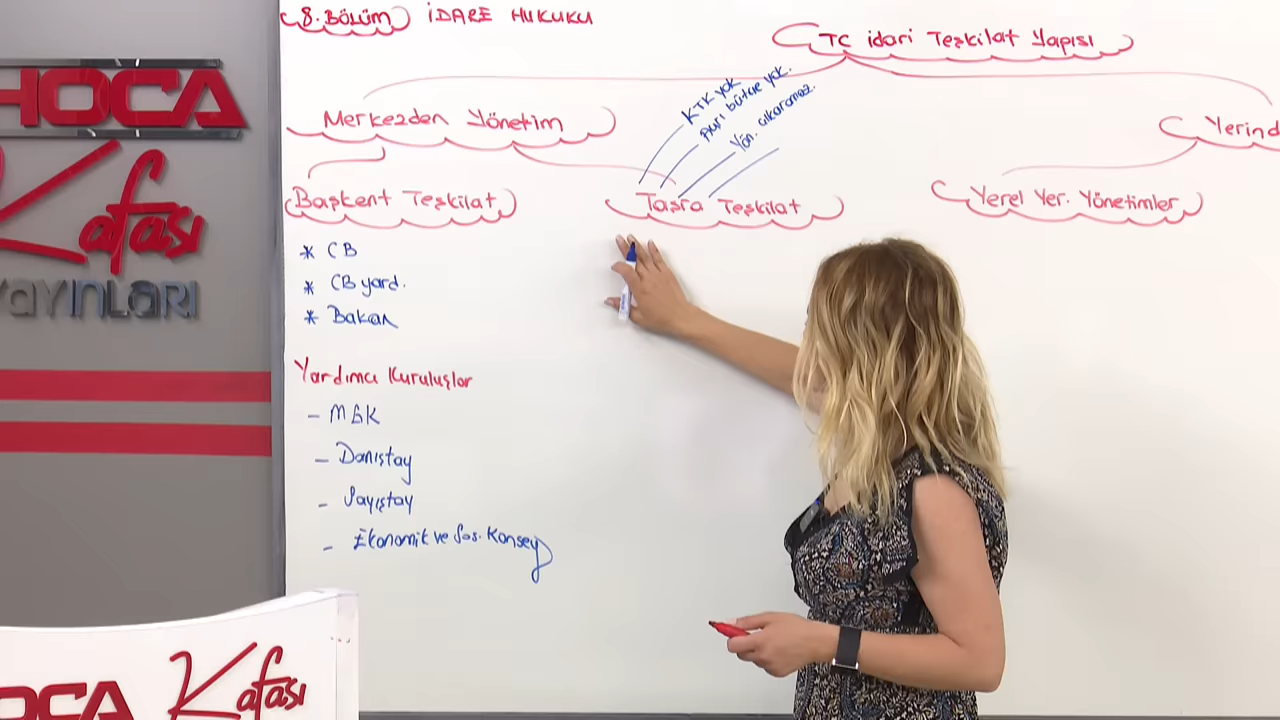 8. BÖLÜM İDARE HUKUKU
TC idari Teşkilat Yapısı
Merkezden Yönetim
KTK yok
Ayrı bütçe yok.
Yön. çıkaramaz.
Yerind
Başkent Teşkilat
Taşra Teşkilat
Yerel Yer. Yönetimler
* CB
* CB yard.
* Bakan
Yardımcı Kuruluşlar
- MGK
- Danıştay
- Sayıştay
- Ekonomik ve Sos. Konsey
HOCA
Kafası
YAYINLARI
HOCA Kafası